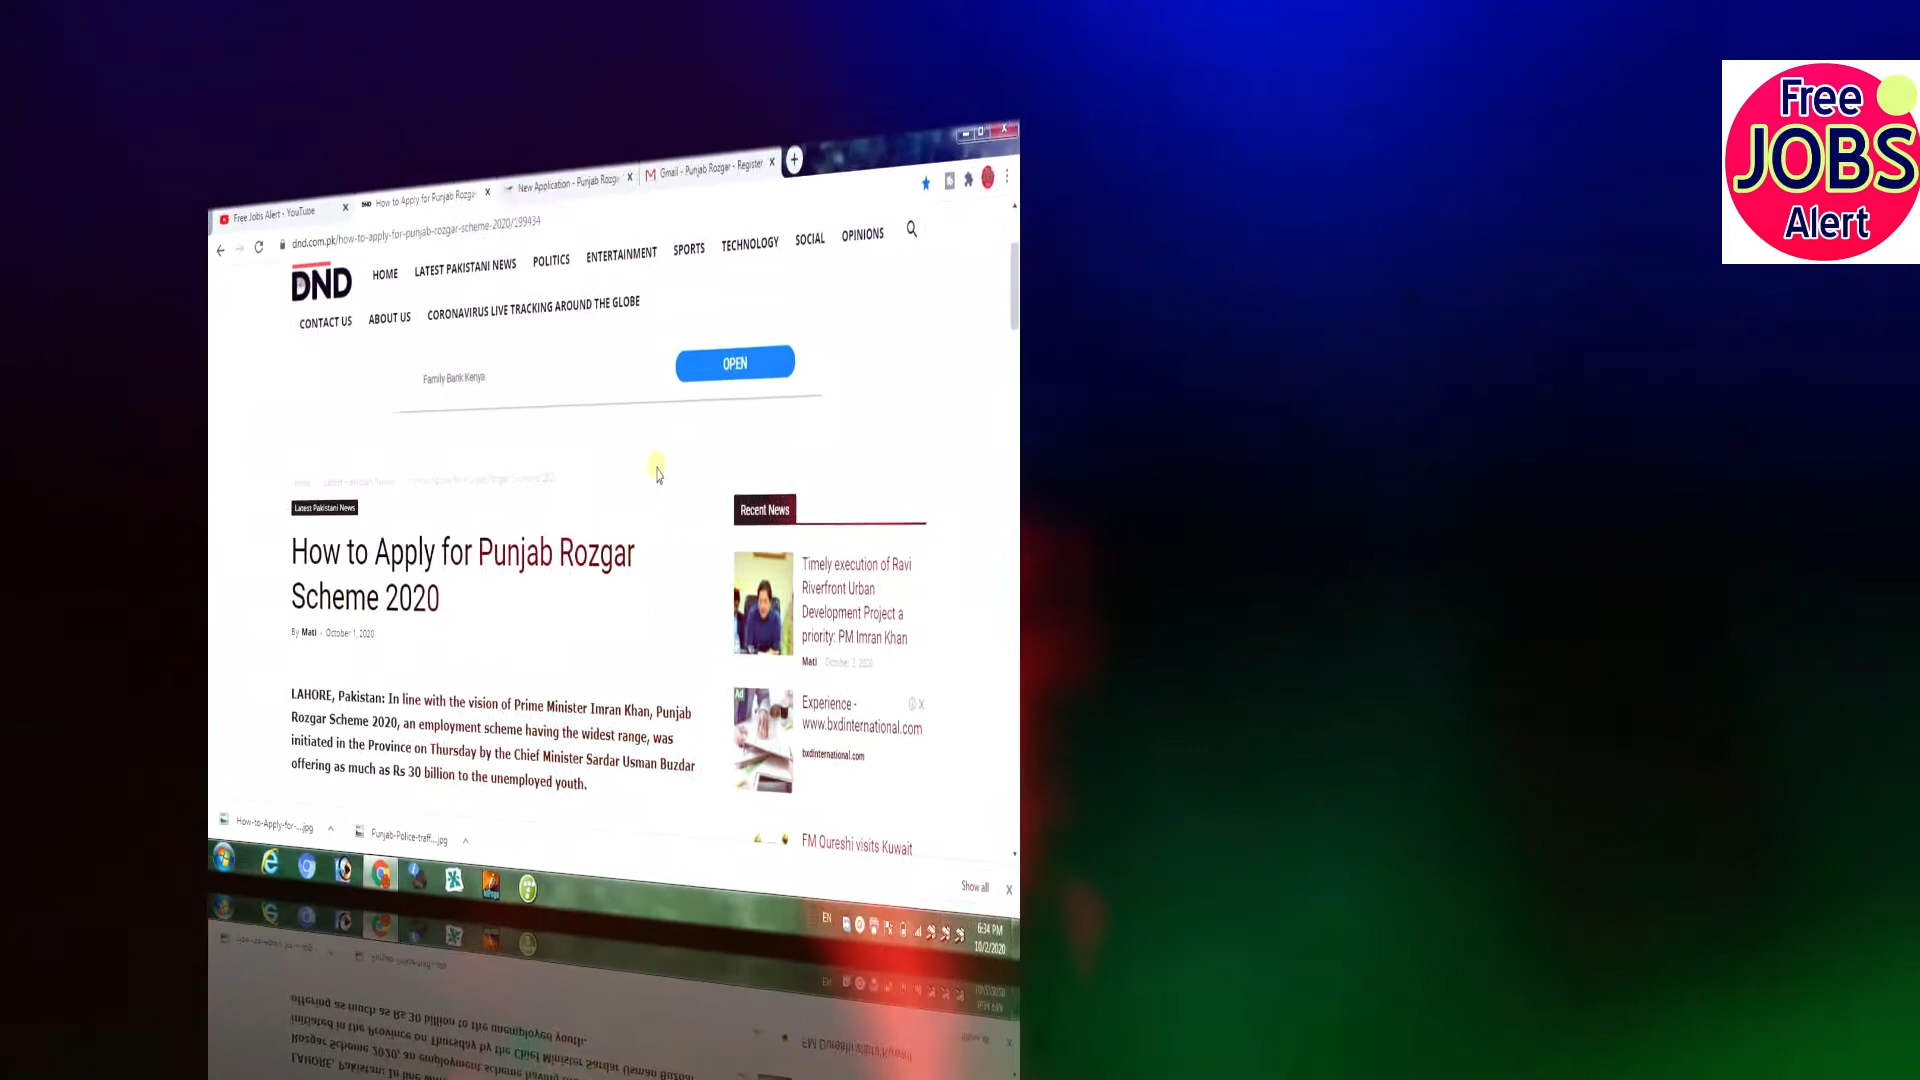 Free
JOBS
Alert
Free Jobs Alert - YouTube
How to Apply for Punjab Rozga
New Application - Punjab Rozg
Gmail - Punjab Rozgar - Register
dnd.com.pk/how-to-apply-for-punjab-rozgar-scheme-2020/199434
DND
HOME LATEST PAKISTANI NEWS POLITICS ENTERTAINMENT SPORTS TECHNOLOGY SOCIAL OPINIONS
CONTACT US ABOUT US CORONAVIRUS LIVE TRACKING AROUND THE GLOBE
Family Bank Kenya
OPEN
Latest Pakistani News
How to Apply for Punjab Rozgar
Scheme 2020
By Mati - October 1, 2020
LAHORE, Pakistan: In line with the vision of Prime Minister Imran Khan, Punjab
Rozgar Scheme 2020, an employment scheme having the widest range, was
initiated in the Province on Thursday by the Chief Minister Sardar Usman Buzdar
offering as much as Rs 30 billion to the unemployed youth.
Recent News
Timely execution of Ravi
Riverfront Urban
Development Project a
priority: PM Imran Khan
Mati October 2, 2020
Ad
Experience -
www.bxdinternational.com
bxdinternational.com
FM Qureshi visits Kuwait
How-to-Apply-for-....jpg
Punjab-Police-traff...jpg
Show all
EN
6:34 PM
10/2/2020